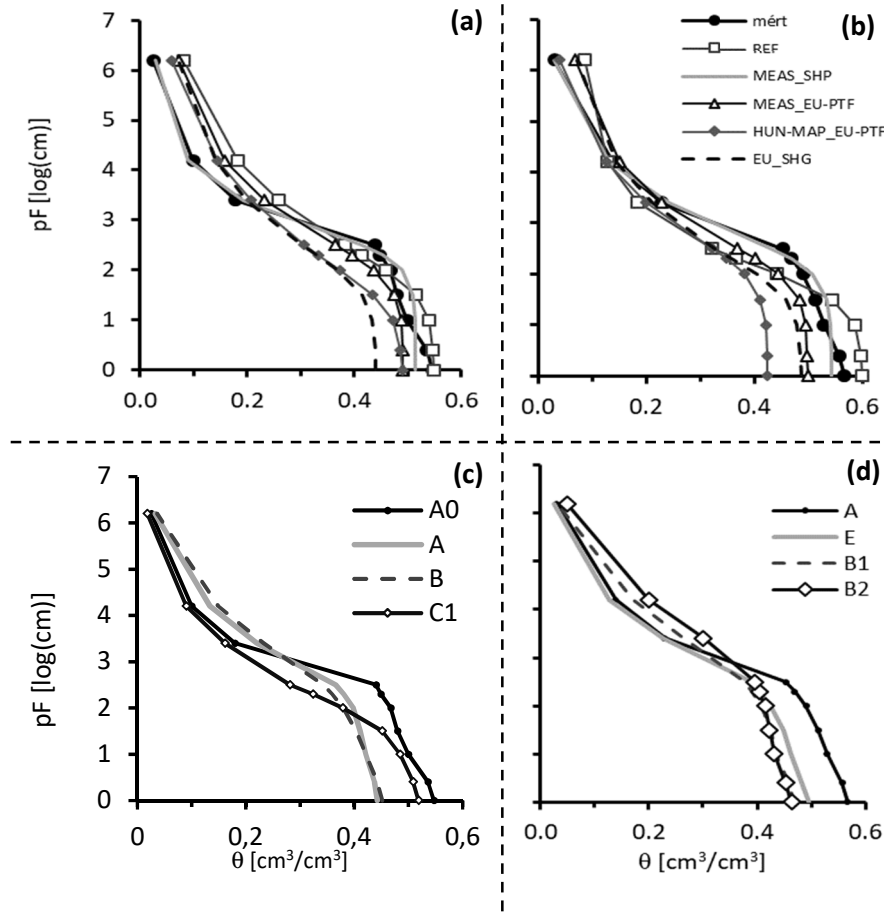 (a)
7
6
5
4
3
2
1
0
pF [log(cm)]
0
0.2
0.4
0.6
(b)
mért
REF
MEAS_SHP
MEAS_EU-PTF
HUN-MAP_EU-PTF
EU_SHG
0.0
0.2
0.4
0.6
(c)
7
6
5
4
3
2
1
0
pF [log(cm)]
A0
A
B
C1
0
0,2
0,4
0,6
θ [cm³/cm³]
(d)
A
E
B1
B2
0.0
0.2
0.4
0.6
θ [cm³/cm³]